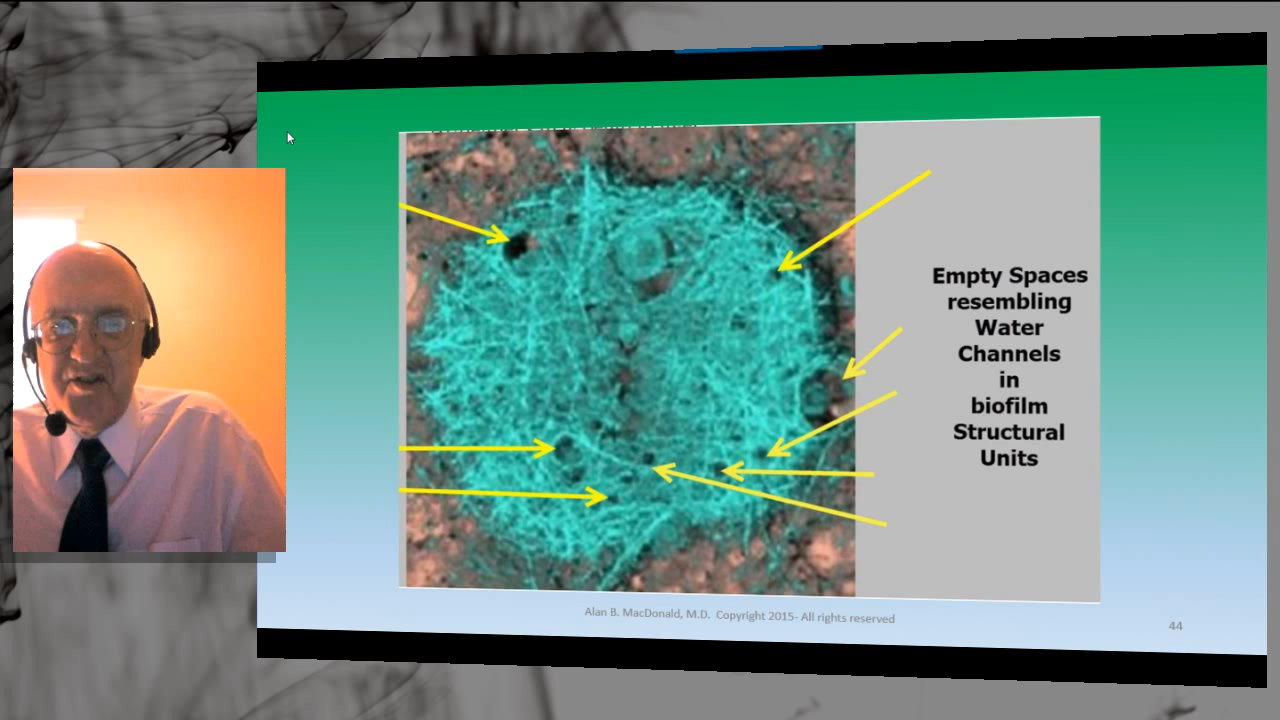 Empty Spaces
resembling
Water
Channels
in
biofilm
Structural
Units
Alan B. MacDonald, M.D. Copyright 2015- All rights reserved
44